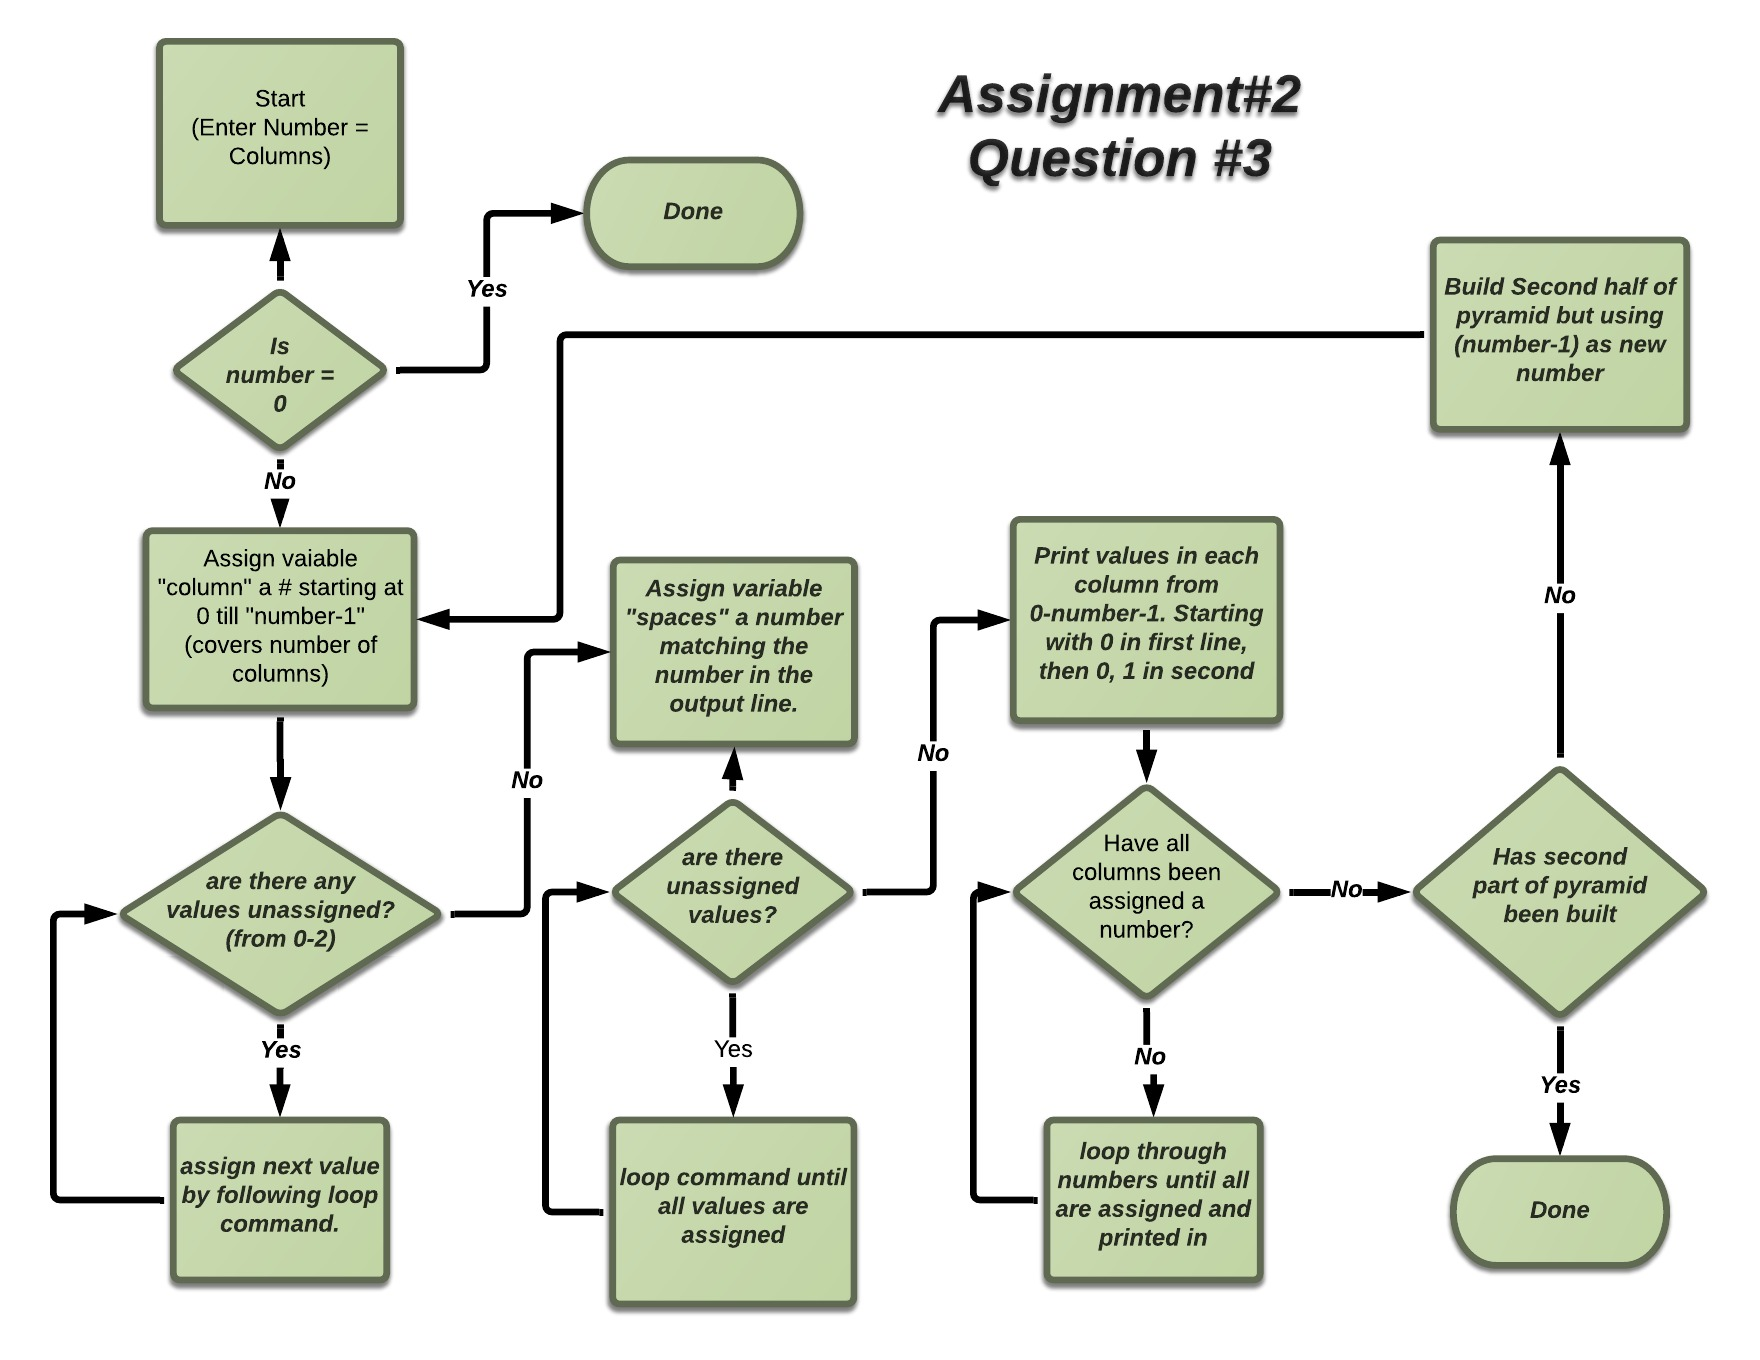 Assignment#2
Question #3
Start
(Enter Number =
Columns)
Done
Yes
Is
number =
0
No
Build Second half of
pyramid but using
(number-1) as new
number
Assign vaiable
"column" a # starting at
0 till "number-1"
(covers number of
columns)
Assign variable
"spaces" a number
matching the
number in the
output line.
Print values in each
column from
0-number-1. Starting
with 0 in first line,
then 0, 1 in second
No
No
No
are there any
values unassigned?
(from 0-2)
are there
unassigned
values?
Have all
columns been
assigned a
number?
No
Has second
part of pyramid
been built
Yes
Yes
No
Yes
assign next value
by following loop
command.
loop command until
all values are
assigned
loop through
numbers until all
are assigned and
printed in
Done